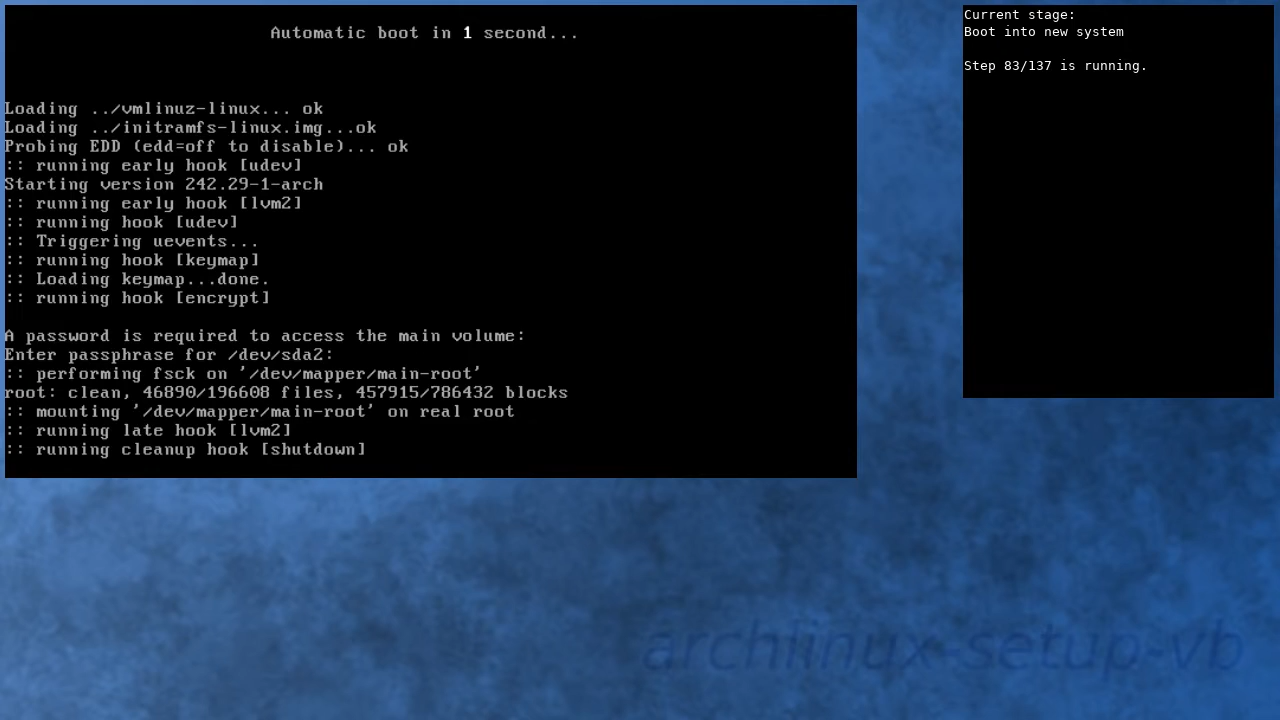 Automatic boot in 1 second...
Loading ../vmlinuz-linux... ok
Loading ../initramfs-linux.img...ok
Probing EDD (edd=off to disable)... ok
:: running early hook [udev]
Starting version 242.29-1-arch
:: running early hook [lvm2]
:: running hook [udev]
:: Triggering uevents...
:: running hook [keymap]
:: Loading keymap...done.
:: running hook [encrypt]
A password is required to access the main volume:
Enter passphrase for /dev/sda2:
:: performing fsck on '/dev/mapper/main-root'
root: clean, 46890/196608 files, 457915/786432 blocks
:: mounting '/dev/mapper/main-root' on real root
:: running late hook [lvm2]
:: running cleanup hook [shutdown]
Current stage:
Boot into new system
Step 83/137 is running.
archlinux-setup-vb